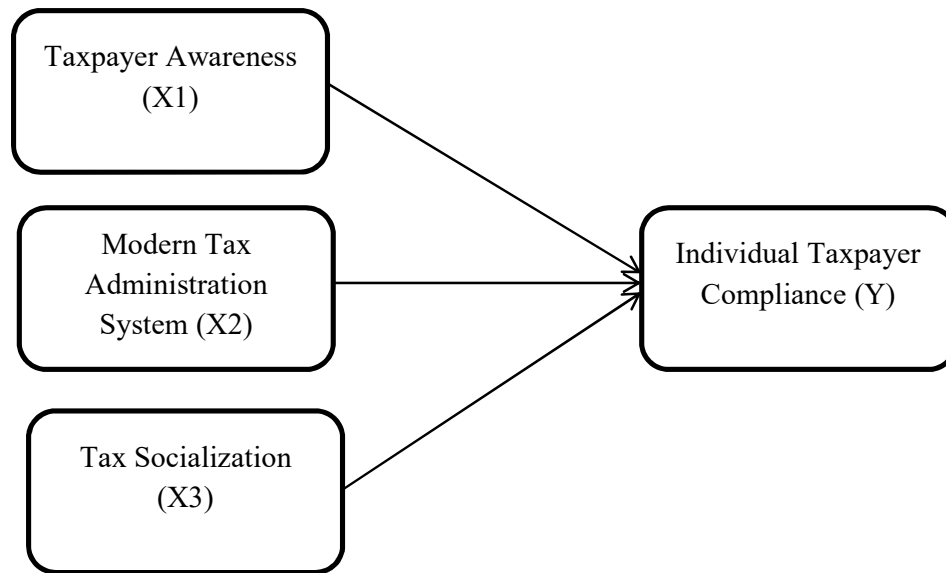 Taxpayer Awareness
(X1)
Modern Tax
Administration
System (X2)
Tax Socialization
(X3)
Individual Taxpayer
Compliance (Y)